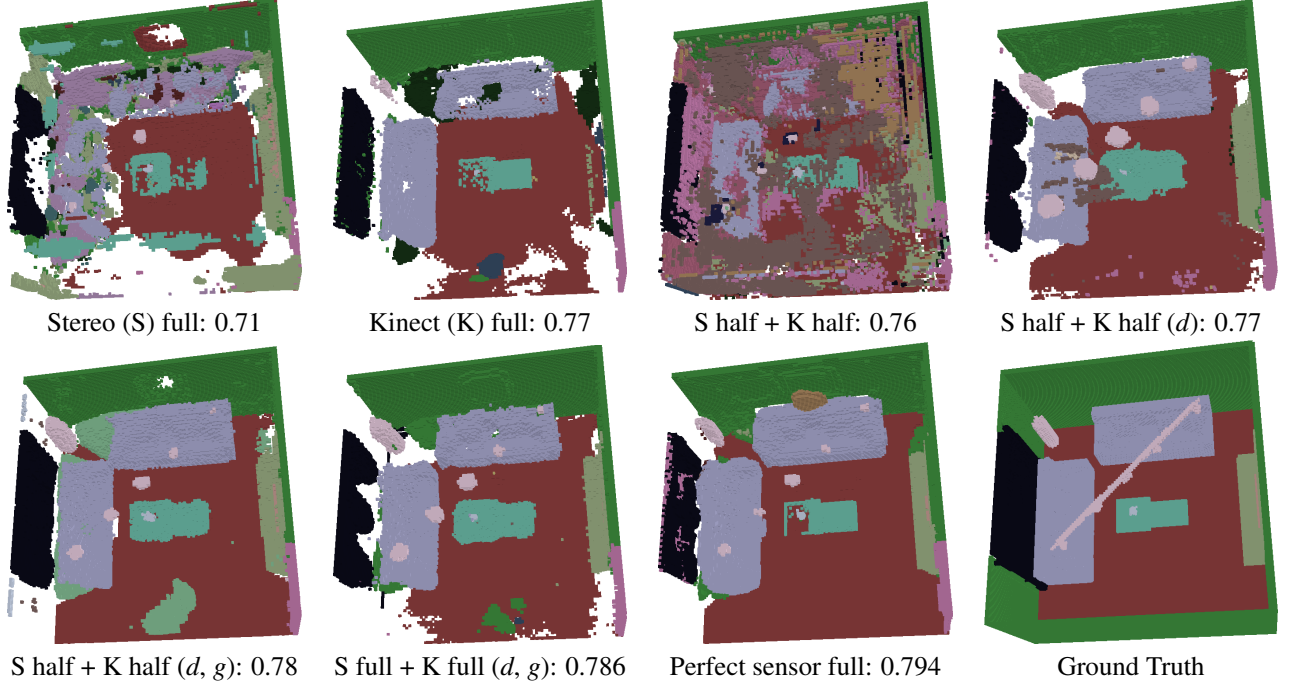 Stereo (S) full: 0.71
Kinect (K) full: 0.77
S half + K half: 0.76
S half + K half (d): 0.77
S half + K half (d, g): 0.78
S full + K full (d, g): 0.786
Perfect sensor full: 0.794
Ground Truth